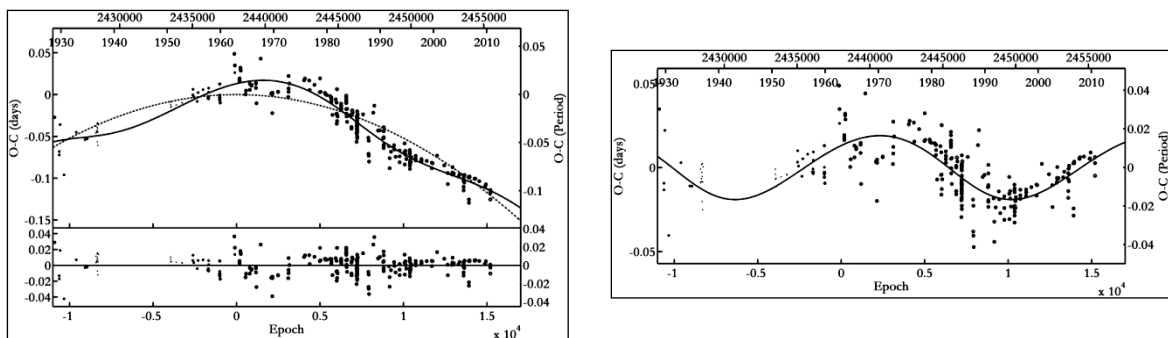 2430000 2435000 2440000 2445000 2450000 2455000
1930 1940 1950 1960 1970 1980 1990 2000 2010
0.05 0.05
0 0
-0.05 -0.05
-0.1 -0.1
-0.15
O-C (days)
O-C (Period)
0.04 0.04
0.02 0.02
0 0
-0.02 -0.02
-0.04 0.04
-1 -0.5 0 0.5 1 1.5
Epoch
x 10⁴
2430000 2435000 2440000 2445000 2450000 2455000
1930 1940 1950 1960 1970 1980 1990 2000 2010
0.05 0.04
0.02
0 0
-0.02
-0.05 -0.04
O-C (days)
O-C (Period)
-1 -0.5 0 0.5 1 1.5
Epoch
x 10⁴